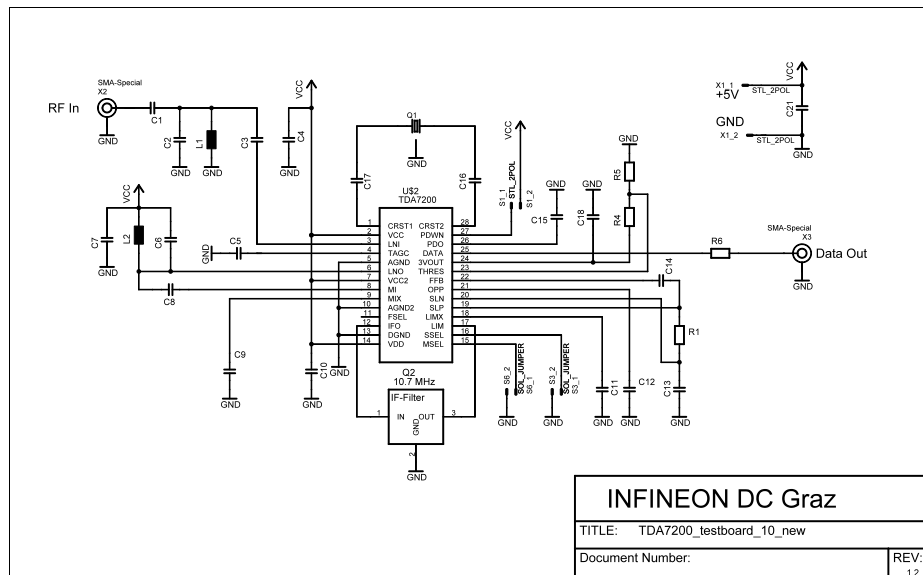 SMA-Special
X2
RF In
GND
C1
C2
GND
L1
GND
C3
VCC
C4
GND
Q1
GND
C17
C16
VCC
S1_1
STL_2POL
S1_2
GND
R5
R4
GND
C15
GND
C18
X1_1
+5V
STL_2POL
VCC
C21
GND
X1_2
STL_2POL
GND
U$2
TDA7200
1 CRST1 CRST2 28
2 VCC PDWN 27
3 LNI PDO 26
4 TAGC DATA 25
5 AGND 3VOUT 24
6 LNO THRES 23
7 VCC2 FFB 22
8 MI OPP 21
9 MIX SLN 20
10 AGND2 SLP 19
11 FSEL LIMX 18
12 IFO LIM 17
13 DGND SSEL 16
14 VDD MSEL 15
VCC
C7
GND
L2
C6
GND
C5
C8
C9
GND
C10
GND
GND
R6
SMA-Special
X3
Data Out
GND
C14
R1
C13
GND
C12
GND
C11
GND
S6_2
SOL_JUMPER
S6_1
GND
S3_2
SOL_JUMPER
S3_1
GND
Q2
10.7 MHz
IF-Filter
1 IN OUT 3
GND
2
GND
INFINEON DC Graz
TITLE: TDA7200_testboard_10_new
Document Number:
REV:
1.2